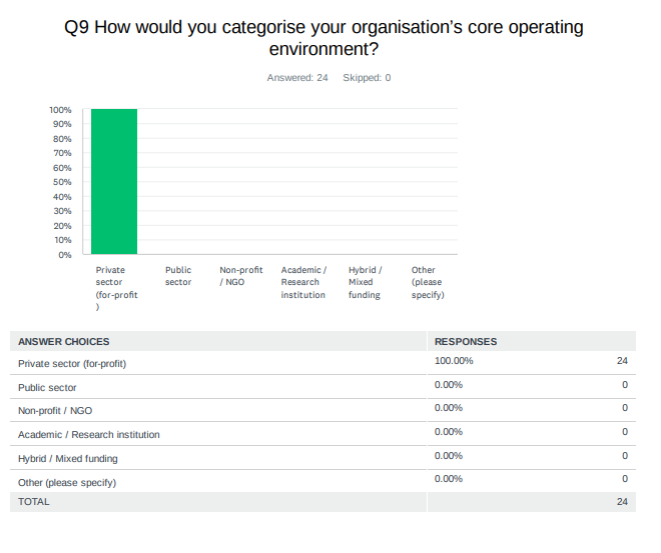 Q9 How would you categorise your organisation's core operating
environment?
Answered: 24 Skipped: 0
100%
90%
80%
70%
60%
50%
40%
30%
20%
10%
0%
Private
sector
(for-profit
)
Public
sector
Non-profit
/ NGO
Academic /
Research
institution
Hybrid /
Mixed
funding
Other
(please
specify)
ANSWER CHOICES RESPONSES
Private sector (for-profit) 100.00% 24
Public sector 0.00% 0
Non-profit / NGO 0.00% 0
Academic / Research institution 0.00% 0
Hybrid / Mixed funding 0.00% 0
Other (please specify) 0.00% 0
TOTAL 24